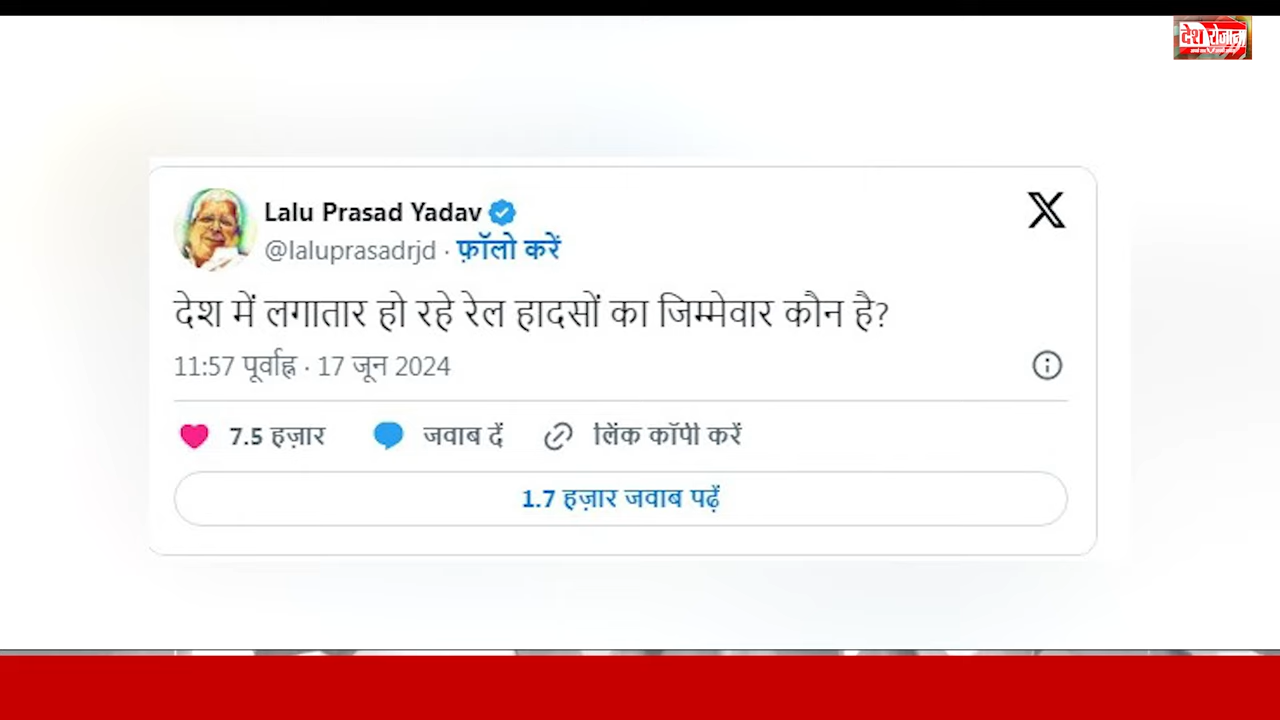 देश रोजाना
Lalu Prasad Yadav
@laluprasadrjd · फ़ॉलो करें
देश में लगातार हो रहे रेल हादसों का जिम्मेवार कौन है?
11:57 पूर्वाह्न · 17 जून 2024
7.5 हज़ार जवाब दें लिंक कॉपी करें
1.7 हज़ार जवाब पढ़ें